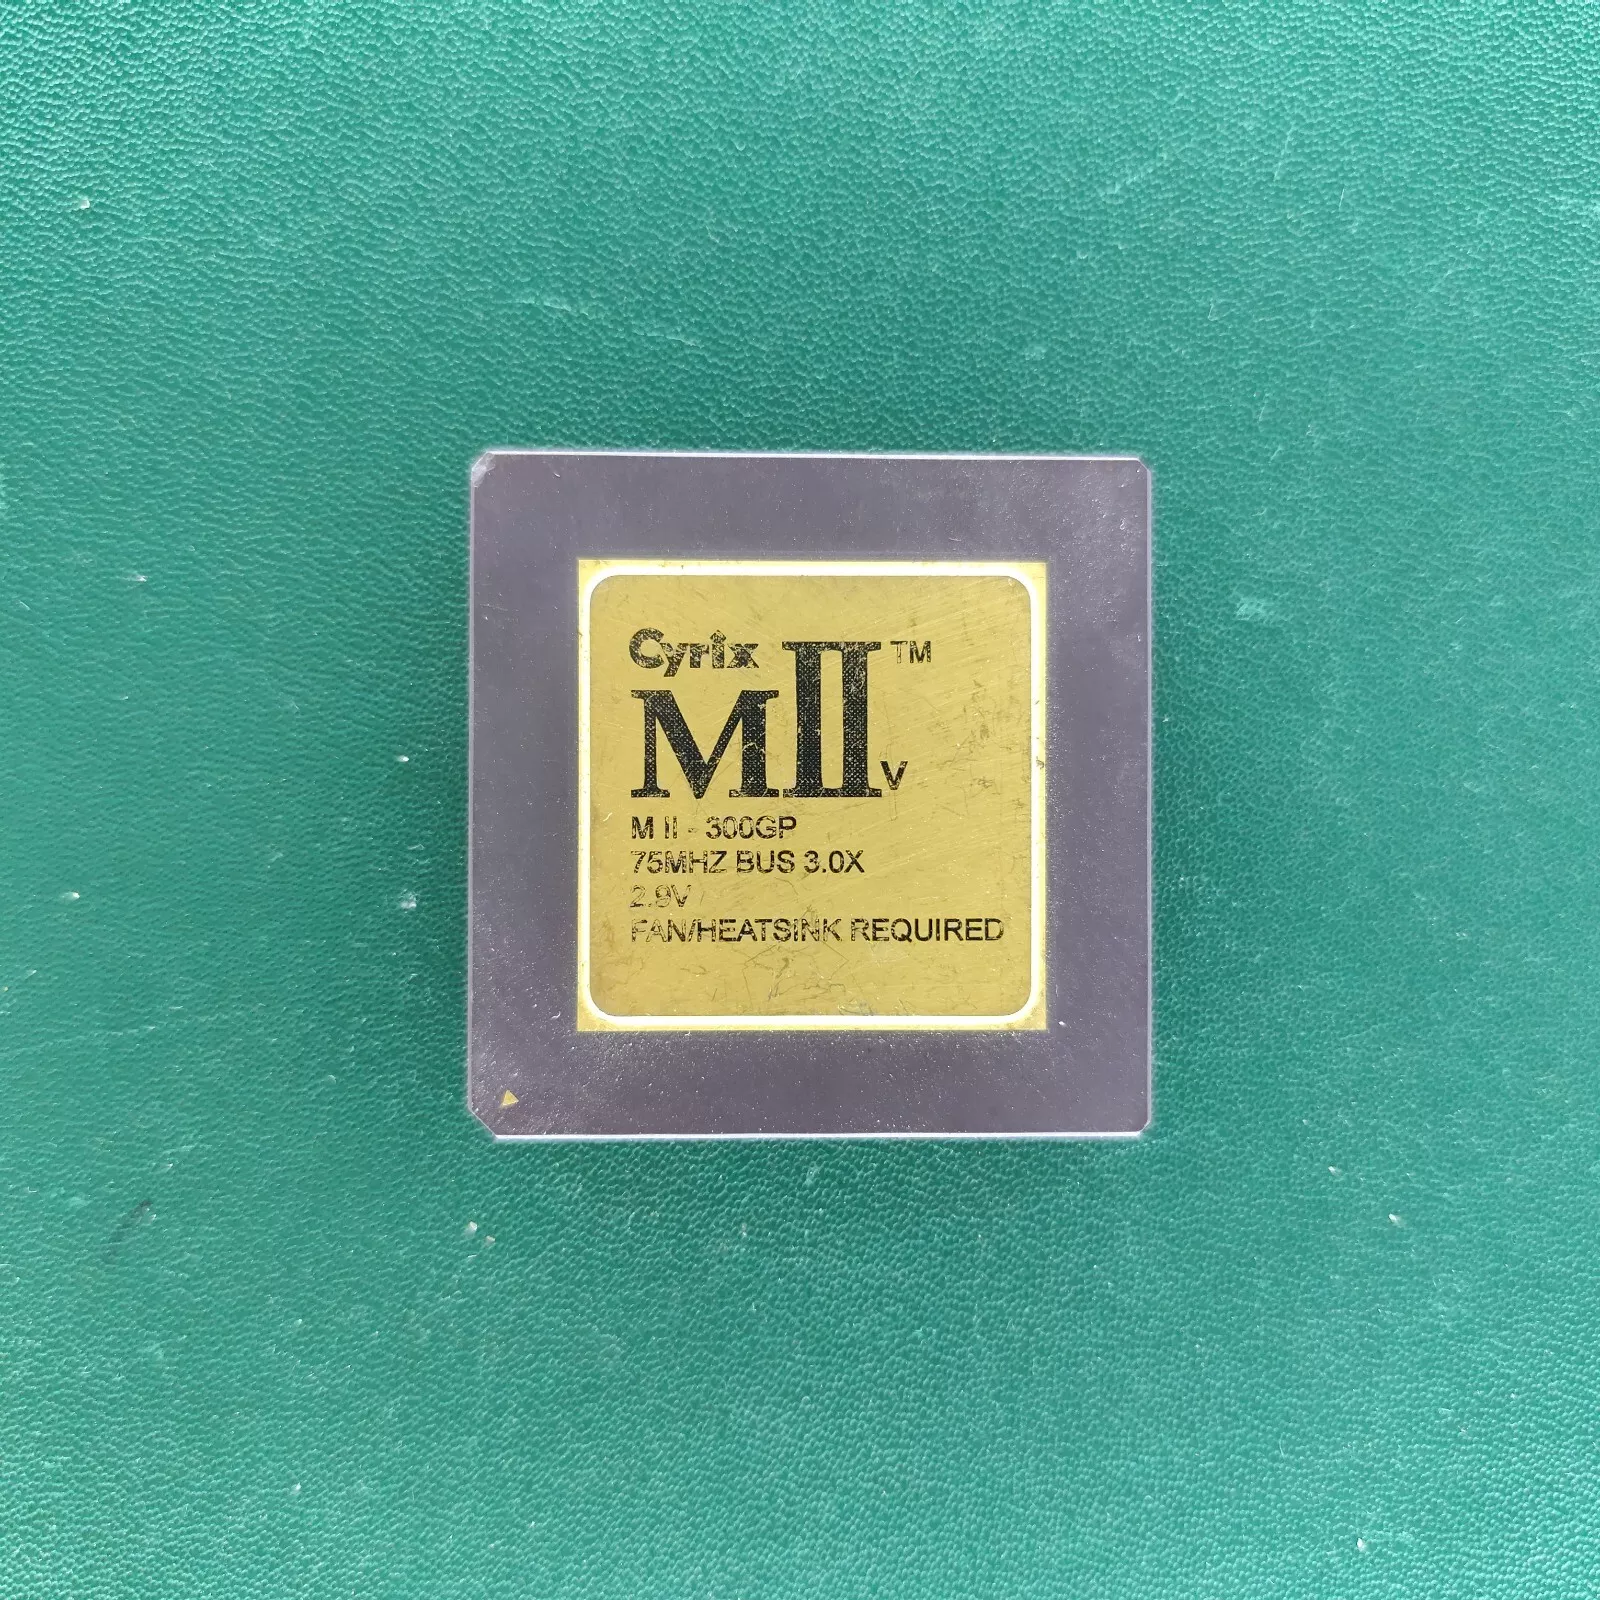 Cyrix
MII™
v
M II - 300GP
75MHZ BUS 3.0X
2.9V
FAN/HEATSINK REQUIRED